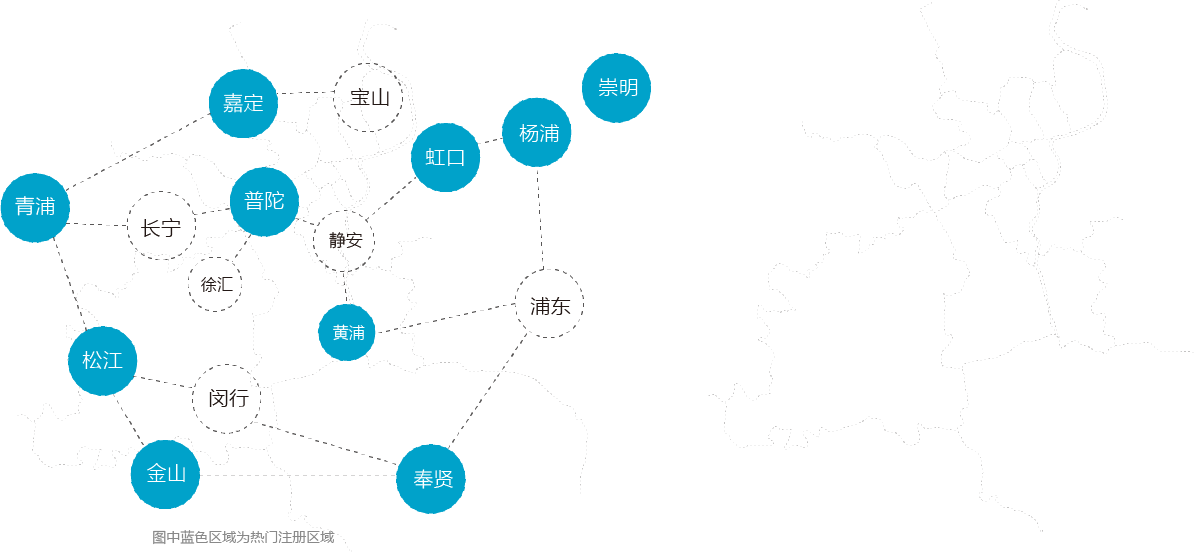 崇明
宝山
嘉定
杨浦
虹口
普陀
青浦
长宁
静安
徐汇
浦东
黄浦
松江
闵行
金山
奉贤
图中蓝色区域为热门注册区域